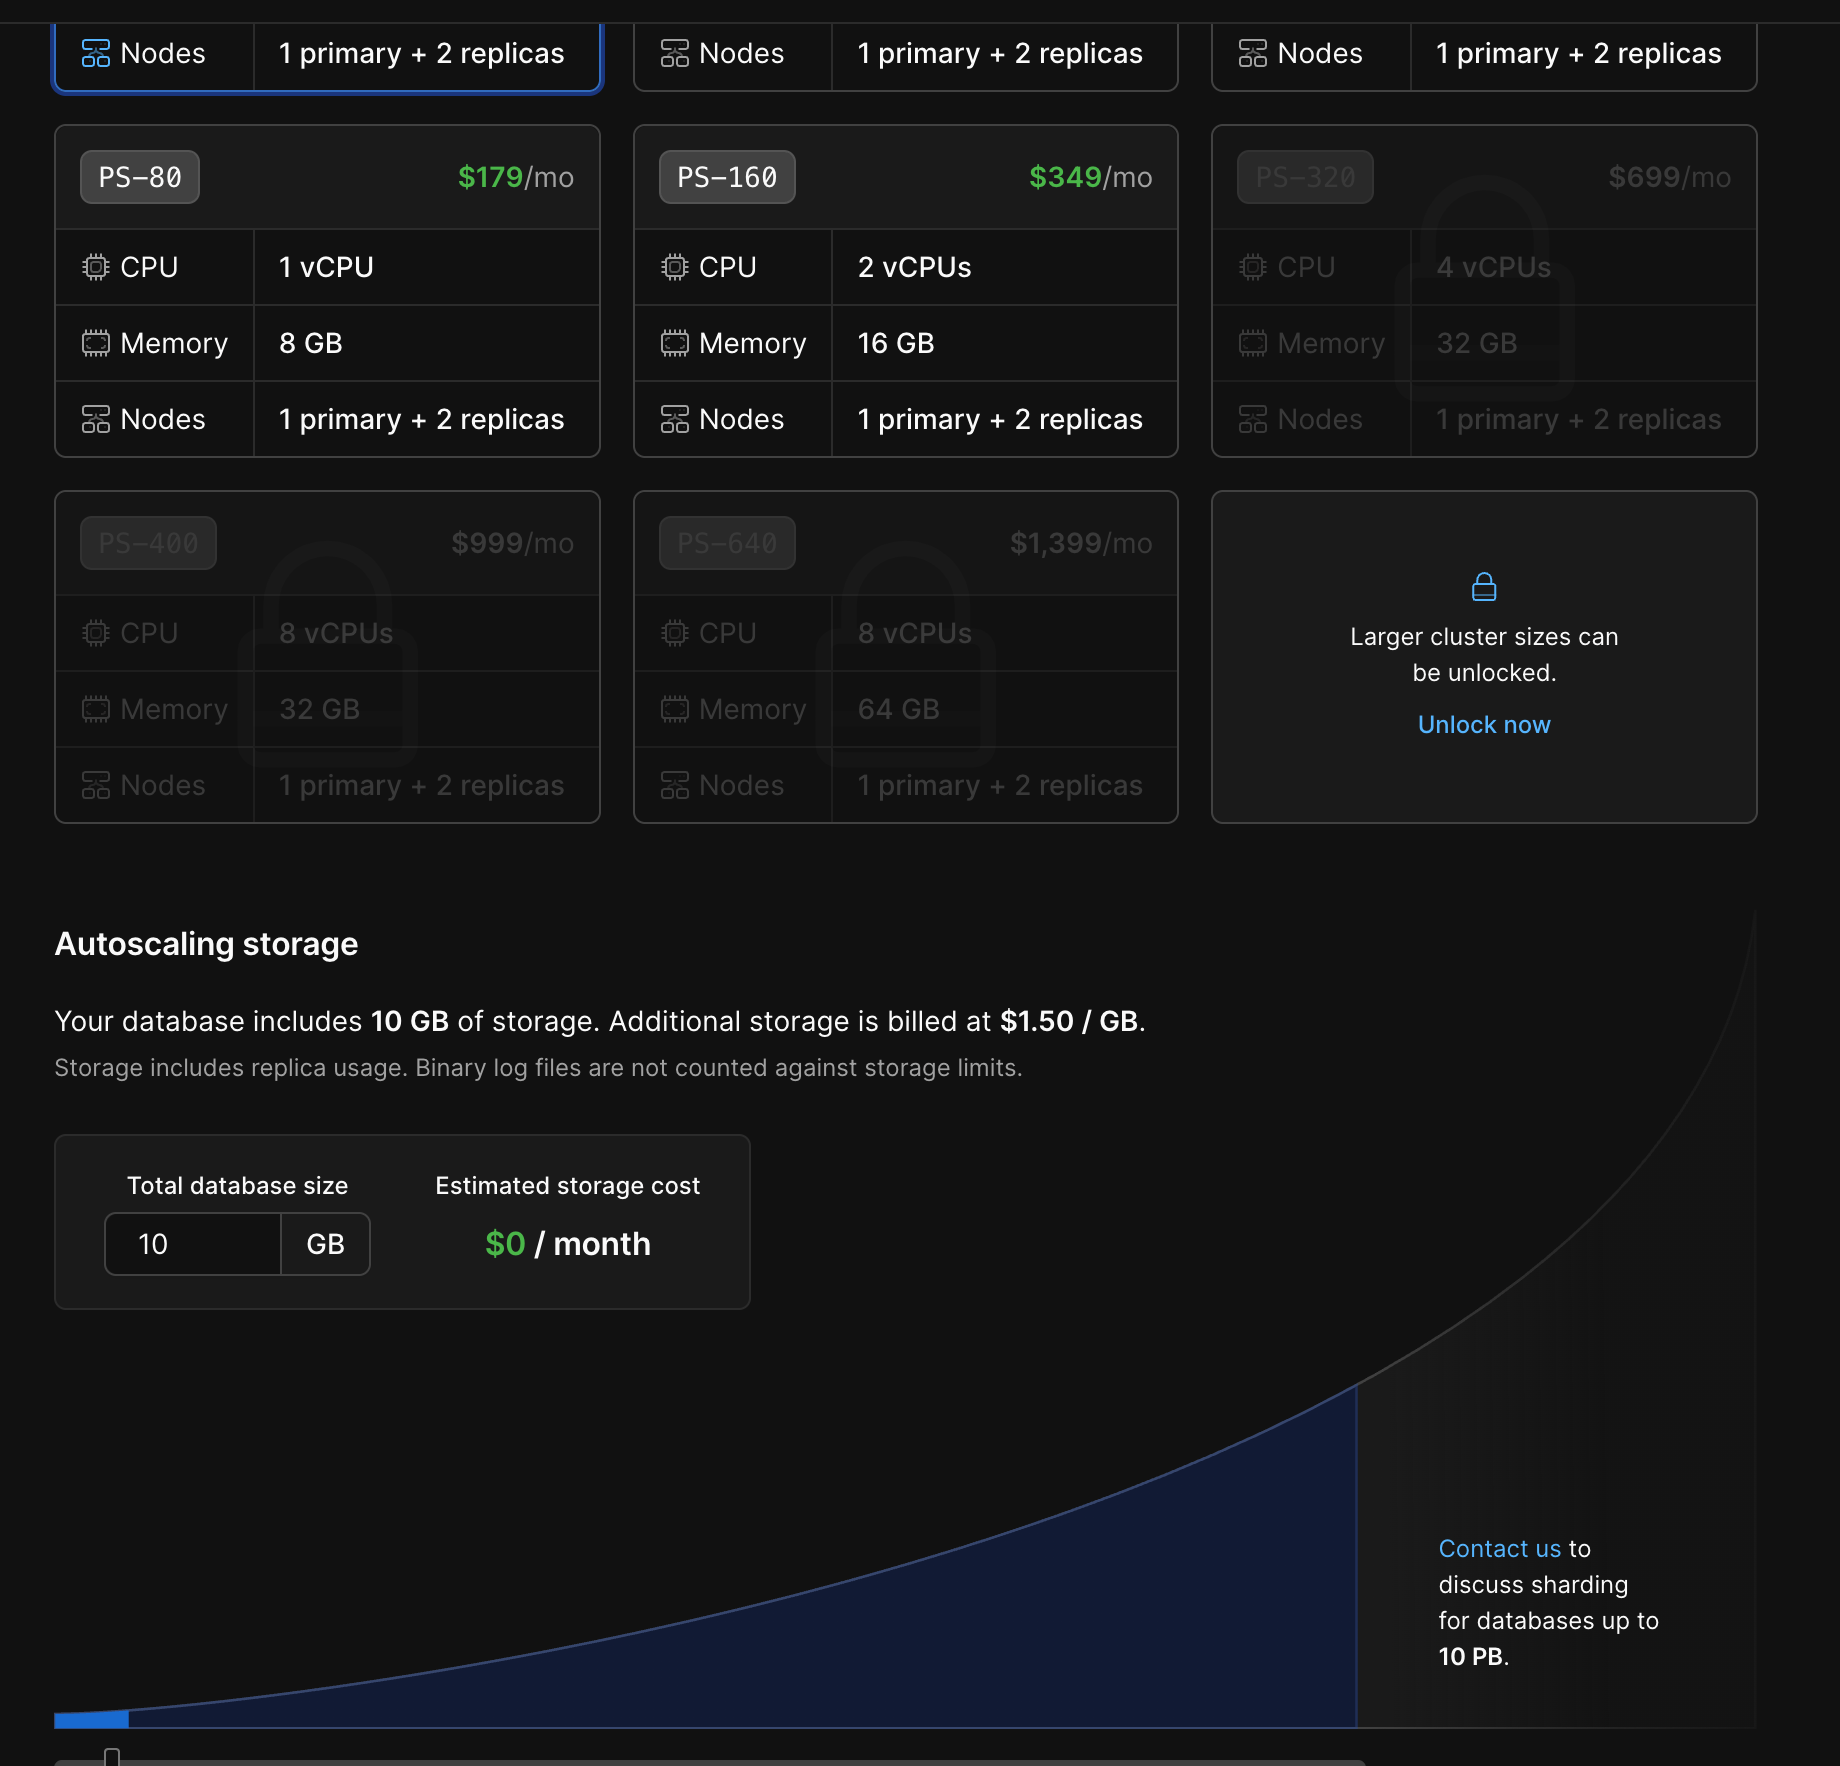 Nodes 1 primary + 2 replicas
Nodes 1 primary + 2 replicas
Nodes 1 primary + 2 replicas
PS-80 $179/mo
CPU 1 vCPU
Memory 8 GB
Nodes 1 primary + 2 replicas
PS-160 $349/mo
CPU 2 vCPUs
Memory 16 GB
Nodes 1 primary + 2 replicas
PS-320 $699/mo
CPU 4 vCPUs
Memory 32 GB
Nodes 1 primary + 2 replicas
PS-400 $999/mo
CPU 8 vCPUs
Memory 32 GB
Nodes 1 primary + 2 replicas
PS-640 $1,399/mo
CPU 8 vCPUs
Memory 64 GB
Nodes 1 primary + 2 replicas
Larger cluster sizes can
be unlocked.
Unlock now
Autoscaling storage
Your database includes 10 GB of storage. Additional storage is billed at $1.50 / GB.
Storage includes replica usage. Binary log files are not counted against storage limits.
Total database size
10 GB
Estimated storage cost
$0 / month
Contact us to
discuss sharding
for databases up to
10 PB.